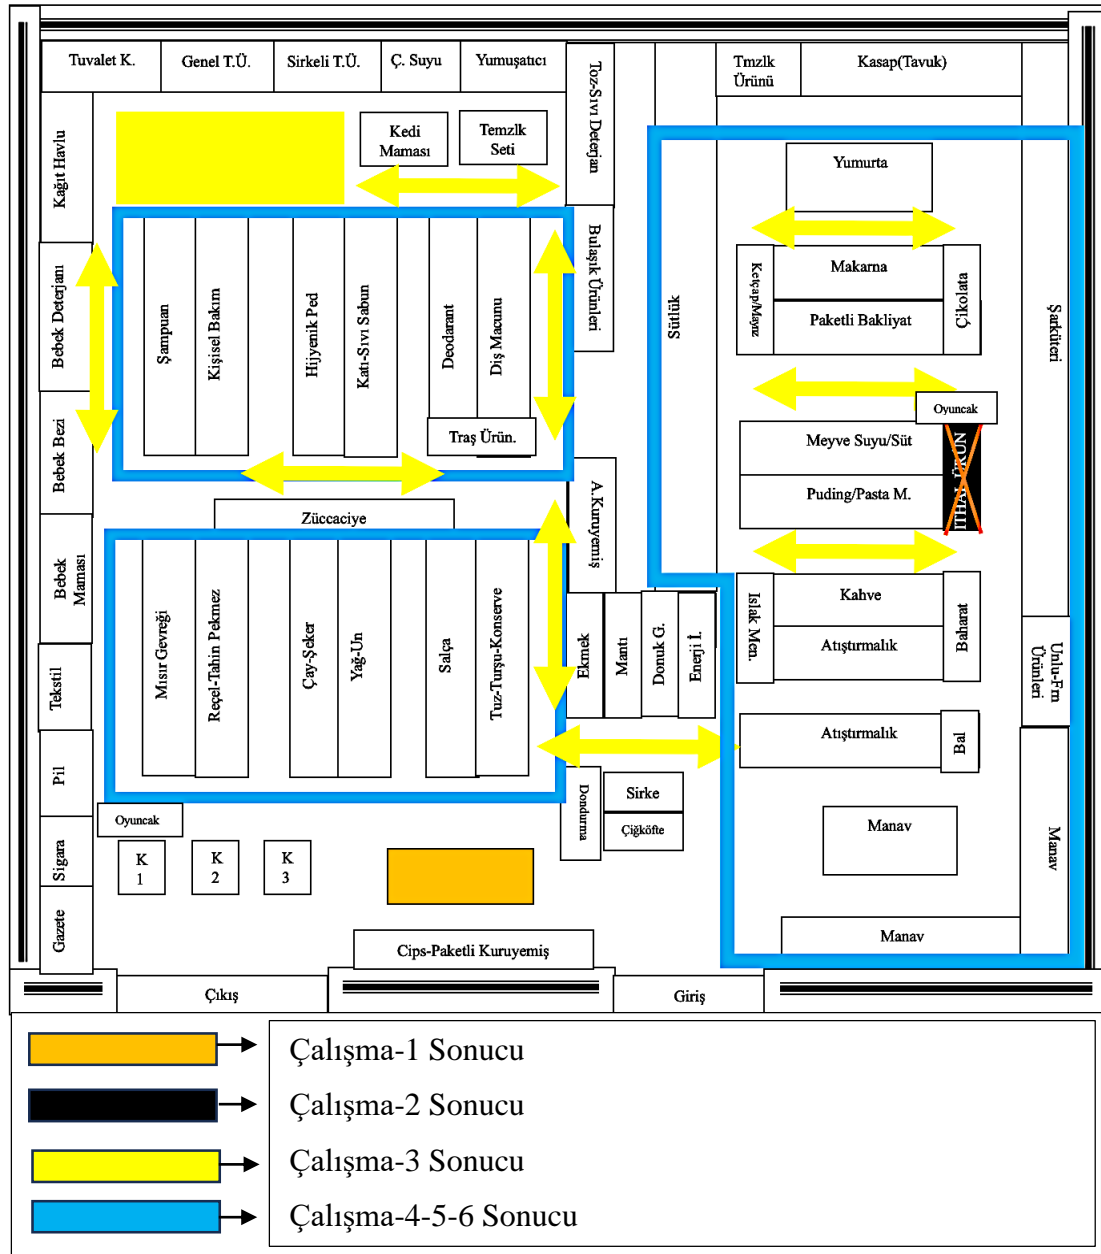 Tuvalet K.
Genel T.Ü.
Sirkeli T.Ü.
Ç. Suyu
Yumuşatıcı
Toz-Sıvı Deterjan
Tmzlk
Ürünü
Kasap(Tavuk)
Kağıt Havlu
Kedi
Maması
Temzlk
Seti
Yumurta
Bebek Deterjanı
Şampuan
Kişisel Bakım
Hijyenik Ped
Katı-Sıvı Sabun
Deodarant
Diş Macunu
Bulaşık Ürünleri
Sütlük
Ketçap/Maynz
Makarna
Paketli Bakliyat
Çikolata
Şarküteri
Bebek Bezi
Traş Ürün.
Oyuncak
Meyve Suyu/Süt
Puding/Pasta M.
ITHAL ÜRÜN
Züccaciye
A.Kuruyemiş
Bebek
Maması
Mısır Gevreği
Reçel-Tahin Pekmez
Çay-Şeker
Yağ-Un
Salça
Tuz-Turşu-Konserve
Ekmek
Mantı
Donuk G.
Enerji İ.
Islak Men.
Kahve
Atıştırmalık
Baharat
Unlu-Frn
Ürünleri
Tekstil
Atıştırmalık
Bal
Pil
Oyuncak
Dondurma
Sirke
Çiğköfte
Manav
Manav
Sigara
K
1
K
2
K
3
Gazete
Cips-Paketli Kuruyemiş
Manav
Çıkış
Giriş
Çalışma-1 Sonucu
Çalışma-2 Sonucu
Çalışma-3 Sonucu
Çalışma-4-5-6 Sonucu